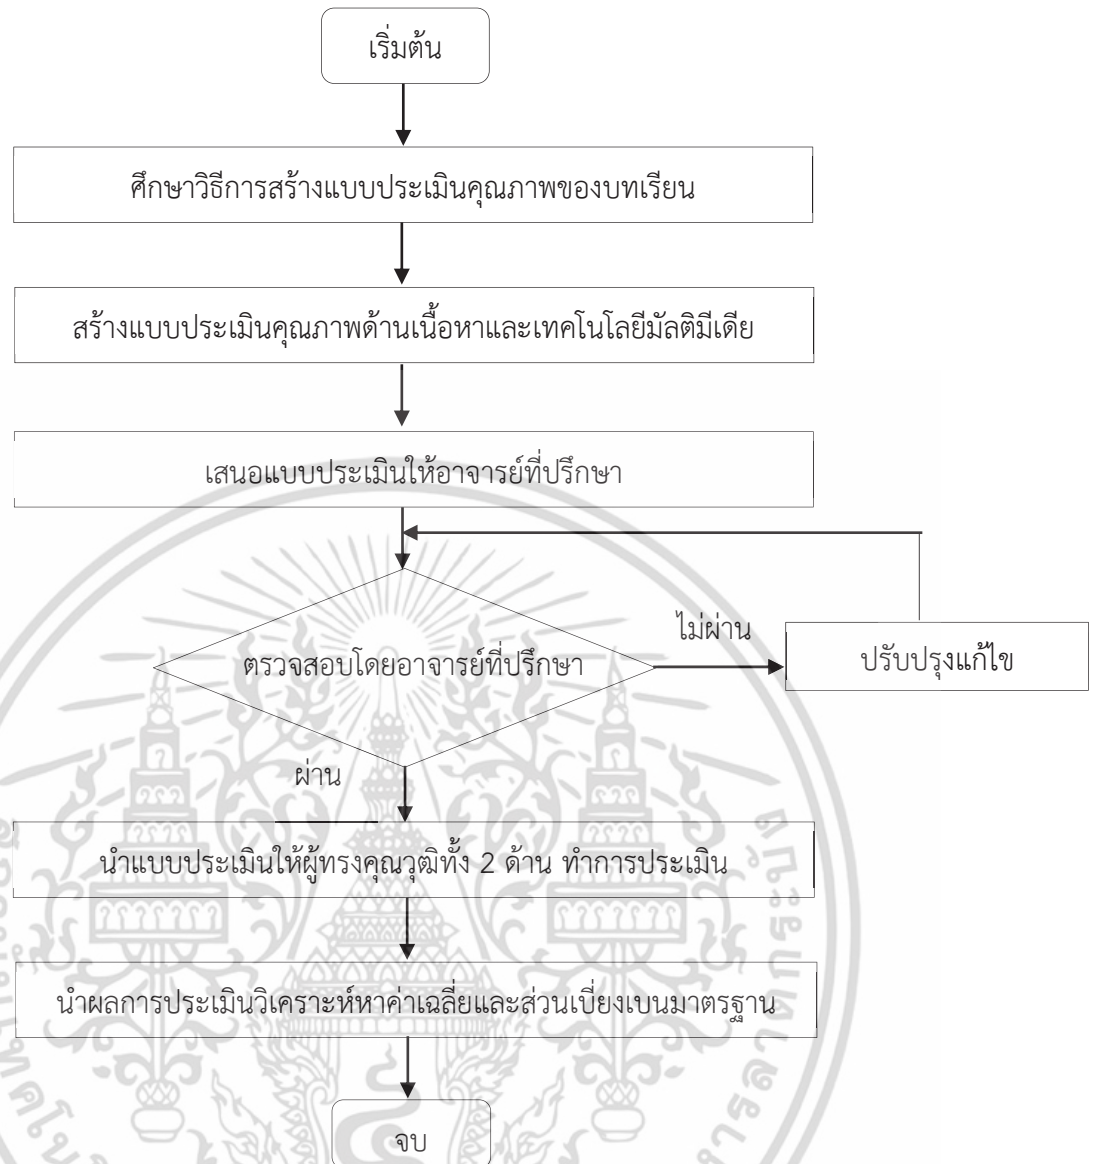 เริ่มต้น
ศึกษาวิธีการสร้างแบบประเมินคุณภาพของบทเรียน
สร้างแบบประเมินคุณภาพด้านเนื้อหาและเทคโนโลยีมัลติมีเดีย
เสนอแบบประเมินให้อาจารย์ที่ปรึกษา
ตรวจสอบโดยอาจารย์ที่ปรึกษา
ไม่ผ่าน
ปรับปรุงแก้ไข
ผ่าน
นำแบบประเมินให้ผู้ทรงคุณวุฒิทั้ง 2 ด้าน ทำการประเมิน
นำผลการประเมินวิเคราะห์หาค่าเฉลี่ยและส่วนเบี่ยงเบนมาตรฐาน
จบ